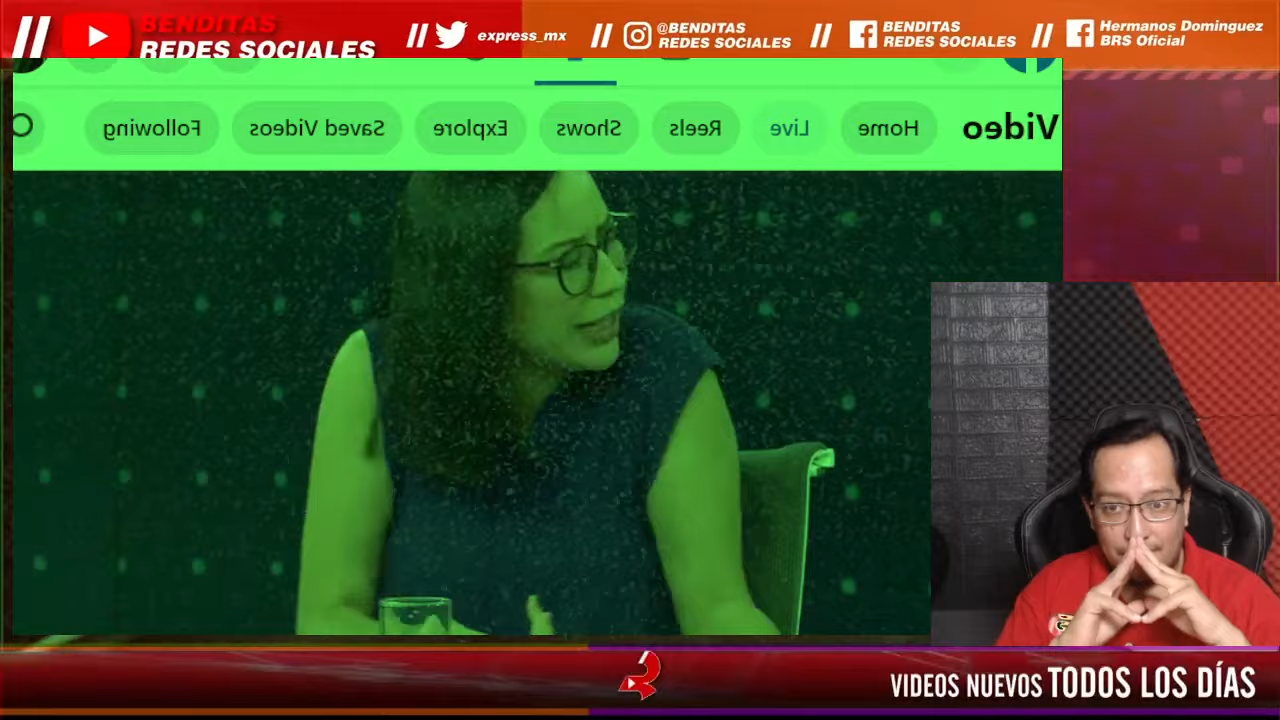 BENDITAS
REDES SOCIALES
express_mx
@BENDITAS
REDES SOCIALES
BENDITAS
REDES SOCIALES
Hermanos Dominguez
BRS Oficial
Following
Saved Videos
Explore
Shows
Reels
Live
Home
Video
VIDEOS NUEVOS TODOS LOS DÍAS